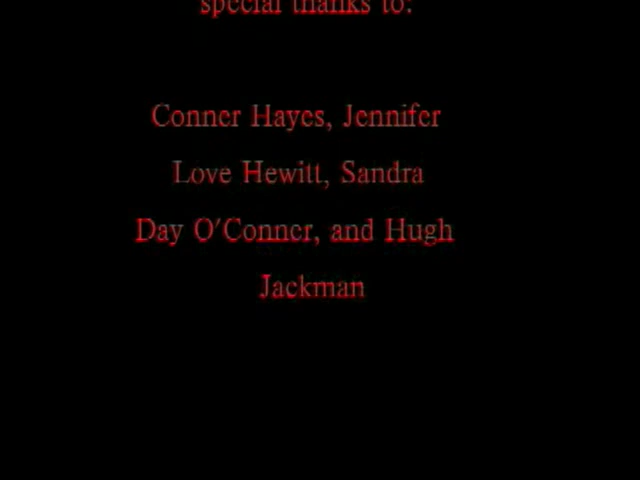 special thanks to:
Conner Hayes, Jennifer
Love Hewitt, Sandra
Day O'Conner, and Hugh
Jackman